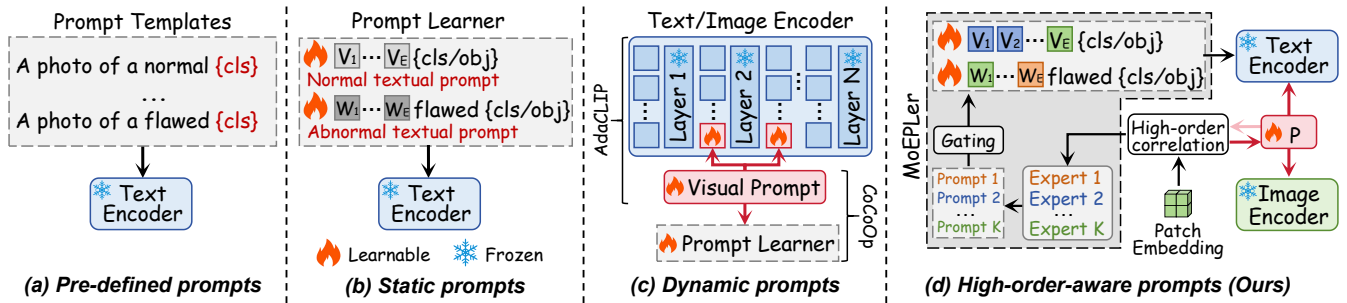 Prompt Templates
A photo of a normal {cls}
...
A photo of a flawed {cls}
Text
Encoder
(a) Pre-defined prompts
Prompt Learner
V1 ··· VE {cls/obj}
Normal textual prompt
W1 ··· WE flawed {cls/obj}
Abnormal textual prompt
Text
Encoder
Learnable
Frozen
(b) Static prompts
Text/Image Encoder
AdaCLIP
Layer 1
Layer 2
Layer N
Visual Prompt
CoCoOp
Prompt Learner
(c) Dynamic prompts
MoEPLer
V1 V2 ··· VE {cls/obj}
W1 ··· WE flawed {cls/obj}
Gating
Prompt 1
Prompt 2
...
Prompt K
Expert 1
Expert 2
...
Expert K
High-order
correlation
Patch
Embedding
Text
Encoder
P
Image
Encoder
(d) High-order-aware prompts (Ours)